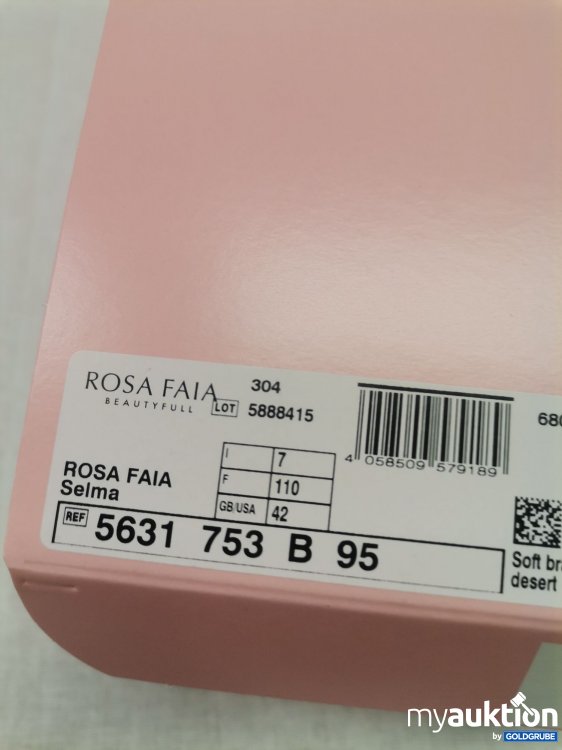 ROSA FAIA
BEAUTYFULL
304
LOT 5888415
4 058509 579189
ROSA FAIA
Selma
I 7
F 110
GB/USA 42
REF 5631 753 B 95
Soft
desert
myauktion
by GOLDGRUBE